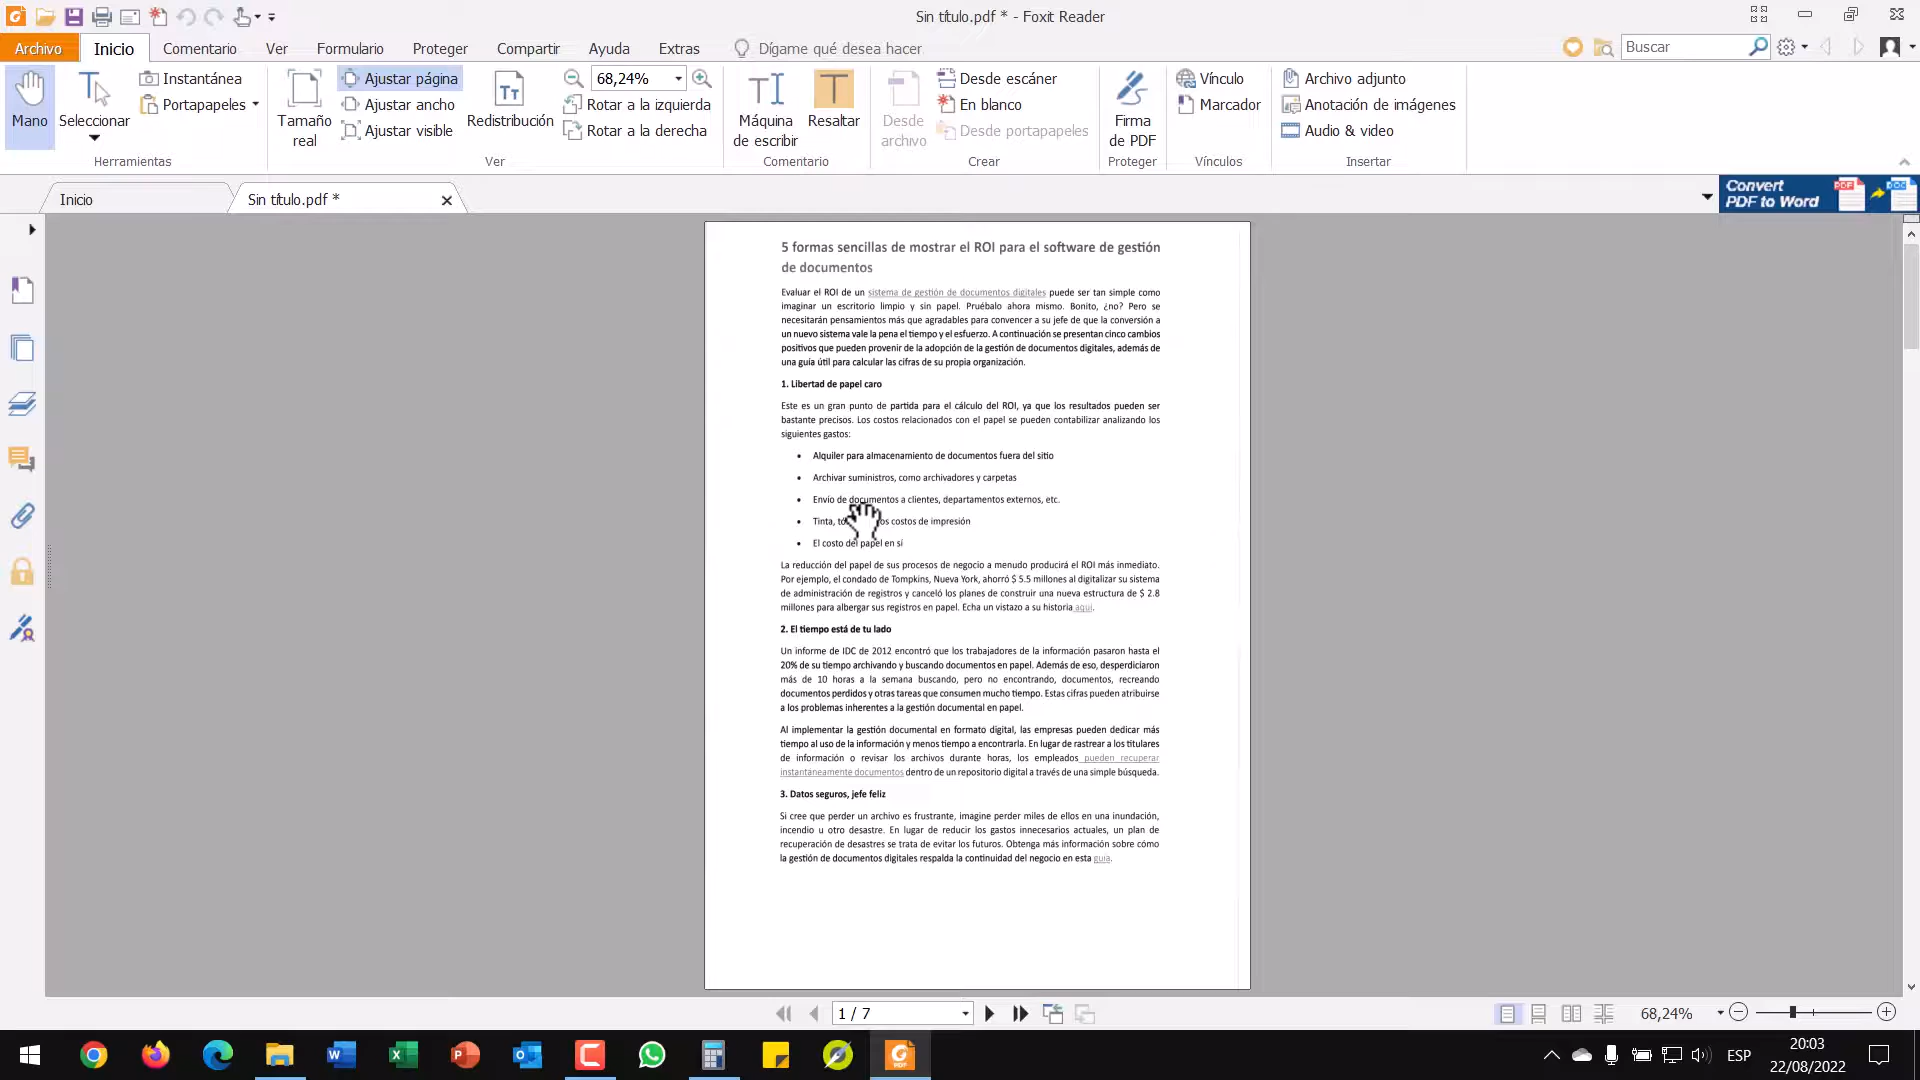 Sin título.pdf * - Foxit Reader
Archivo Inicio Comentario Ver Formulario Proteger Compartir Ayuda Extras Dígame qué desea hacer Buscar
Mano
Seleccionar
Instantánea
Portapapeles
Herramientas
Tamaño
real
Ajustar página
Ajustar ancho
Ajustar visible
Redistribución
68,24%
Rotar a la izquierda
Rotar a la derecha
Ver
Máquina
de escribir
Resaltar
Comentario
Desde
archivo
Desde escáner
En blanco
Desde portapapeles
Crear
Firma
de PDF
Proteger
Vínculo
Marcador
Vínculos
Archivo adjunto
Anotación de imágenes
Audio & video
Insertar
Inicio
Sin título.pdf *
Convert
PDF to Word
PDF DOC
5 formas sencillas de mostrar el ROI para el software de gestión
de documentos
Evaluar el ROI de un sistema de gestión de documentos digitales puede ser tan simple como
imaginar un escritorio limpio y sin papel. Pruébalo ahora mismo. Bonito, ¿no? Pero se
necesitarán pensamientos más que agradables para convencer a su jefe de que la conversión a
un nuevo sistema vale la pena el tiempo y el esfuerzo. A continuación se presentan cinco cambios
positivos que pueden provenir de la adopción de la gestión de documentos digitales, además de
una guía útil para calcular las cifras de su propia organización.
1. Libertad de papel caro
Este es un gran punto de partida para el cálculo del ROI, ya que los resultados pueden ser
bastante precisos. Los costos relacionados con el papel se pueden contabilizar analizando los
siguientes gastos:
• Alquiler para almacenamiento de documentos fuera del sitio
• Archivar suministros, como archivadores y carpetas
• Envío de documentos a clientes, departamentos externos, etc.
• Tinta, costos de impresión
• El costo del papel en sí
La reducción del papel de sus procesos de negocio a menudo producirá el ROI más inmediato.
Por ejemplo, el condado de Tompkins, Nueva York, ahorró $ 5.5 millones al digitalizar su sistema
de administración de registros y canceló los planes de construir una nueva estructura de $ 2.8
millones para albergar sus registros en papel. Echa un vistazo a su historia aquí.
2. El tiempo está de tu lado
Un informe de IDC de 2012 encontró que los trabajadores de la información pasaron hasta el
20% de su tiempo archivando y buscando documentos en papel. Además de eso, desperdiciaron
más de 10 horas a la semana buscando, pero no encontrando, documentos, recreando
documentos perdidos y otras tareas que consumen mucho tiempo. Estas cifras pueden atribuirse
a los problemas inherentes a la gestión documental en papel.
Al implementar la gestión documental en formato digital, las empresas pueden dedicar más
tiempo al uso de la información y menos tiempo a encontrarla. En lugar de rastrear a los titulares
de información o revisar los archivos durante horas, los empleados pueden recuperar
instantáneamente documentos dentro de un repositorio digital a través de una simple búsqueda.
3. Datos seguros, jefe feliz
Si cree que perder un archivo es frustrante, imagine perder miles de ellos en una inundación,
incendio u otro desastre. En lugar de reducir los gastos innecesarios actuales, un plan de
recuperación de desastres se trata de evitar los futuros. Obtenga más información sobre cómo
la gestión de documentos digitales respalda la continuidad del negocio en esta guía.
1 / 7
68,24%
ESP
20:03
22/08/2022